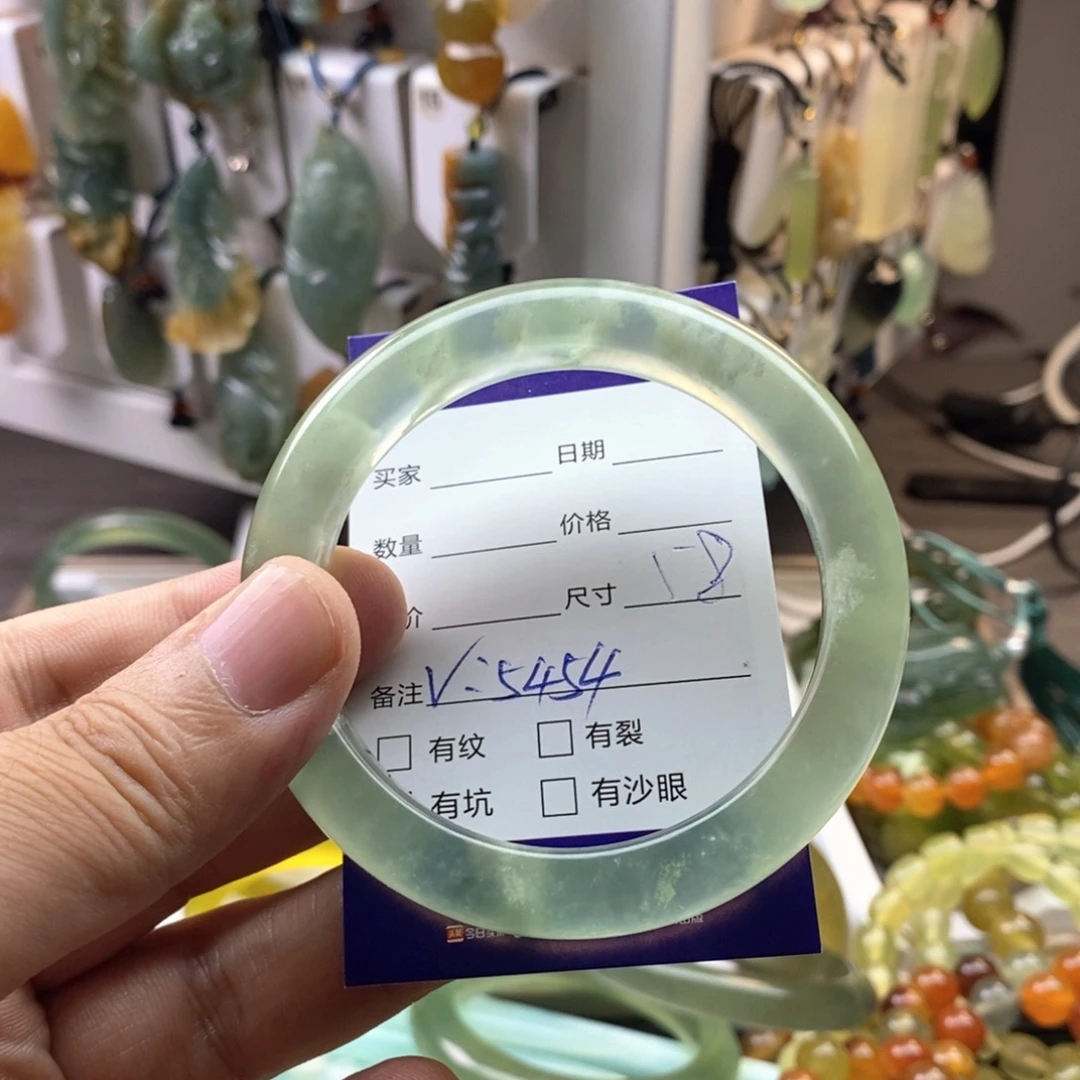 买家 日期
数量 价格
价 尺寸
备注 V:5454
有纹 有裂
有坑 有沙眼